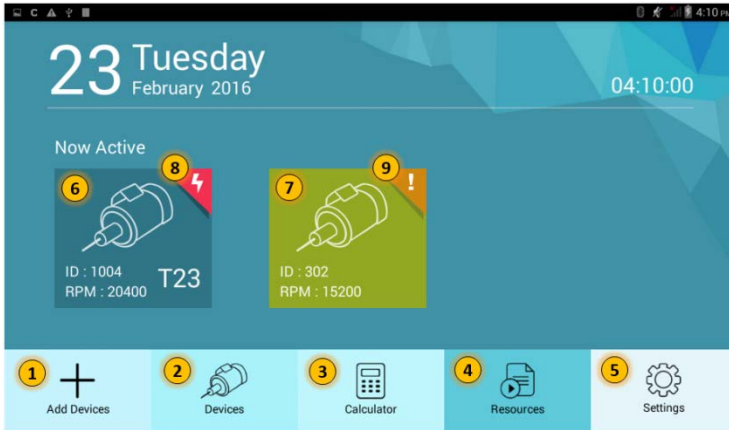 4:10 PM
23 Tuesday
February 2016
04:10:00
Now Active
6
8
!
7
9
ID : 1004
RPM : 20400
T23
ID : 302
RPM : 15200
1
Add Devices
2
Devices
3
Calculator
4
Resources
5
Settings